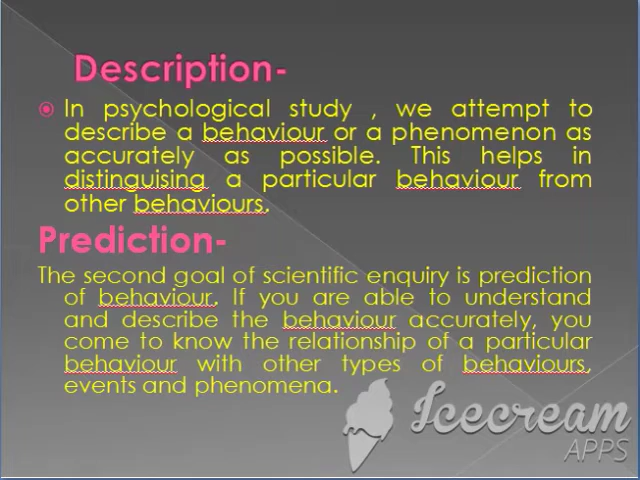 Description-
In psychological study , we attempt to
describe a behaviour or a phenomenon as
accurately as possible. This helps in
distinguising a particular behaviour from
other behaviours.
Prediction-
The second goal of scientific enquiry is prediction
of behaviour. If you are able to understand
and describe the behaviour accurately, you
come to know the relationship of a particular
behaviour with other types of behaviours,
events and phenomena.
Icecream
APPS